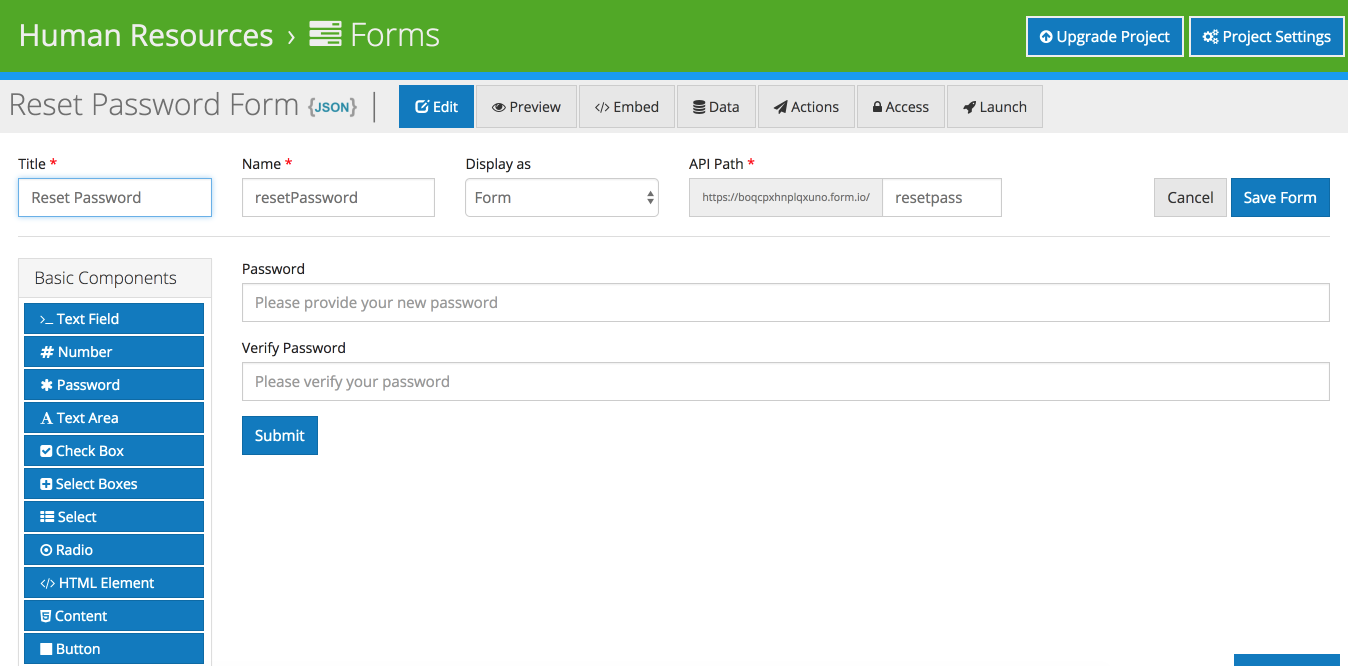 Human Resources › Forms
Upgrade Project
Project Settings
Reset Password Form {JSON} |
Edit
Preview
</> Embed
Data
Actions
Access
Launch
Title *
Name *
Display as
API Path *
Reset Password
resetPassword
Form
https://boqcpxhnplqxuno.form.io/
resetpass
Cancel
Save Form
Basic Components
>_ Text Field
# Number
* Password
A Text Area
Check Box
Select Boxes
Select
Radio
</> HTML Element
Content
Button
Password
Please provide your new password
Verify Password
Please verify your password
Submit